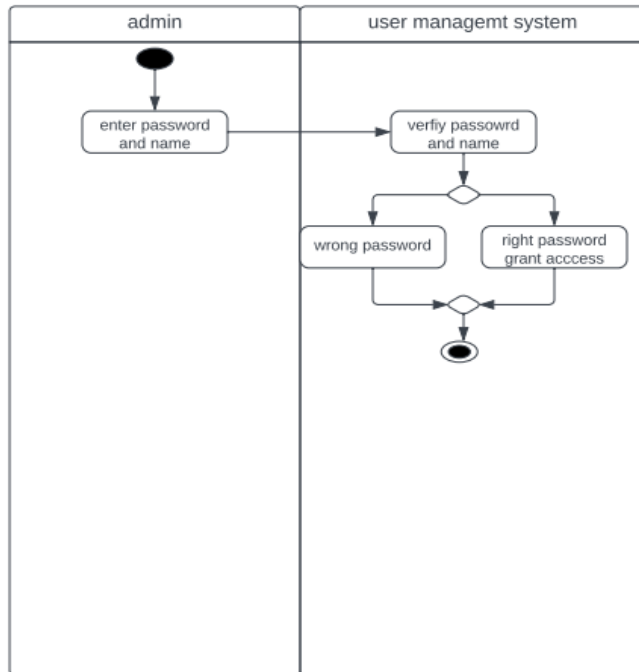 admin
user managemt system
enter password
and name
verfiy passowrd
and name
wrong password
right password
grant acccess